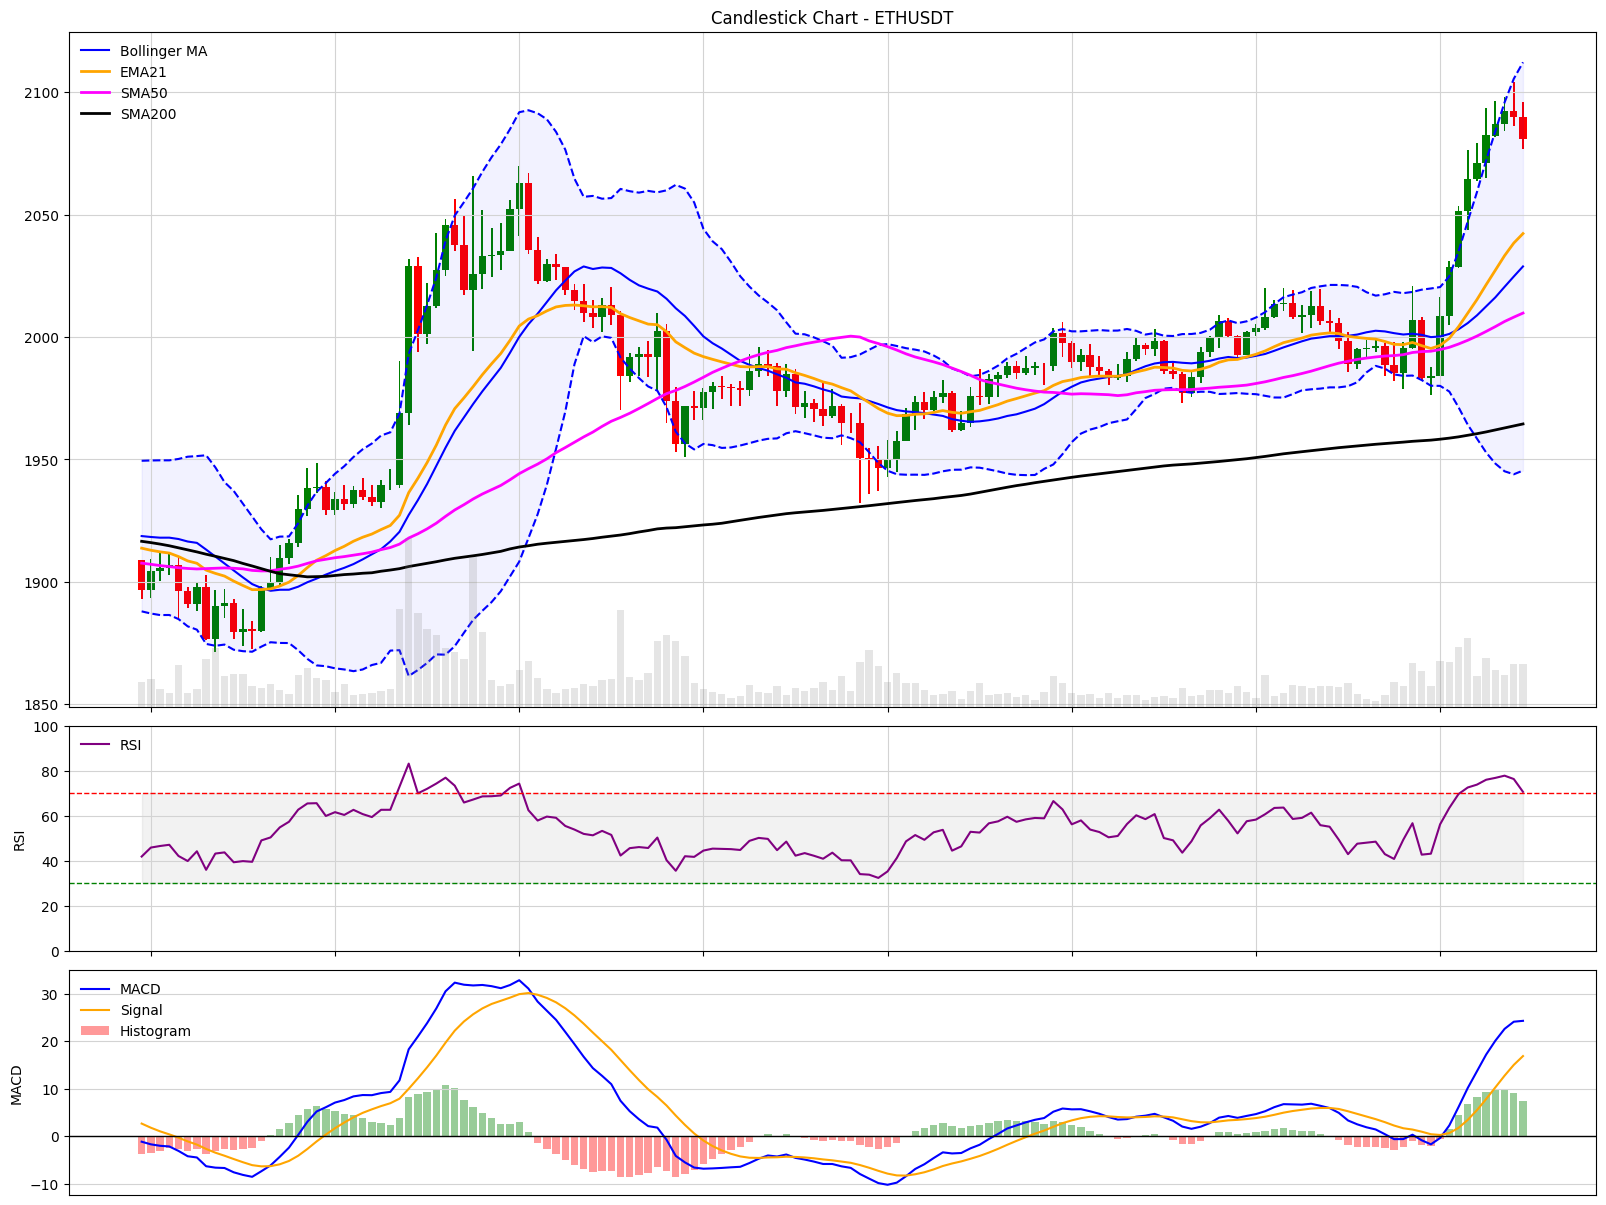 Candlestick Chart - ETHUSDT
Bollinger MA
EMA21
SMA50
SMA200
2100
2050
2000
1950
1900
1850
100
80
60
40
20
0
RSI
RSI
30
20
10
0
−10
MACD
MACD
Signal
Histogram